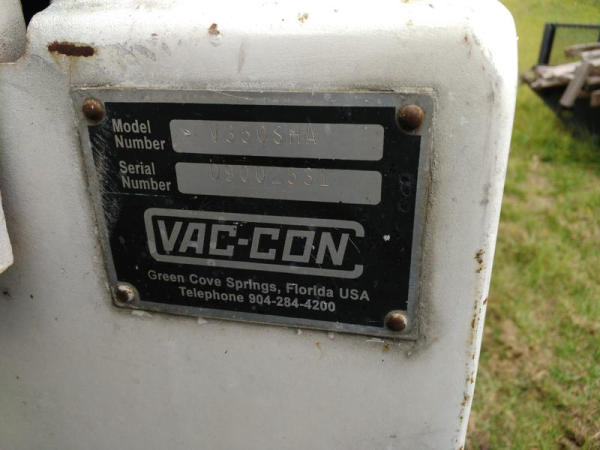 Model
Number
Serial
Number
VAC-CON
Green Cove Springs, Florida USA
Telephone 904-284-4200